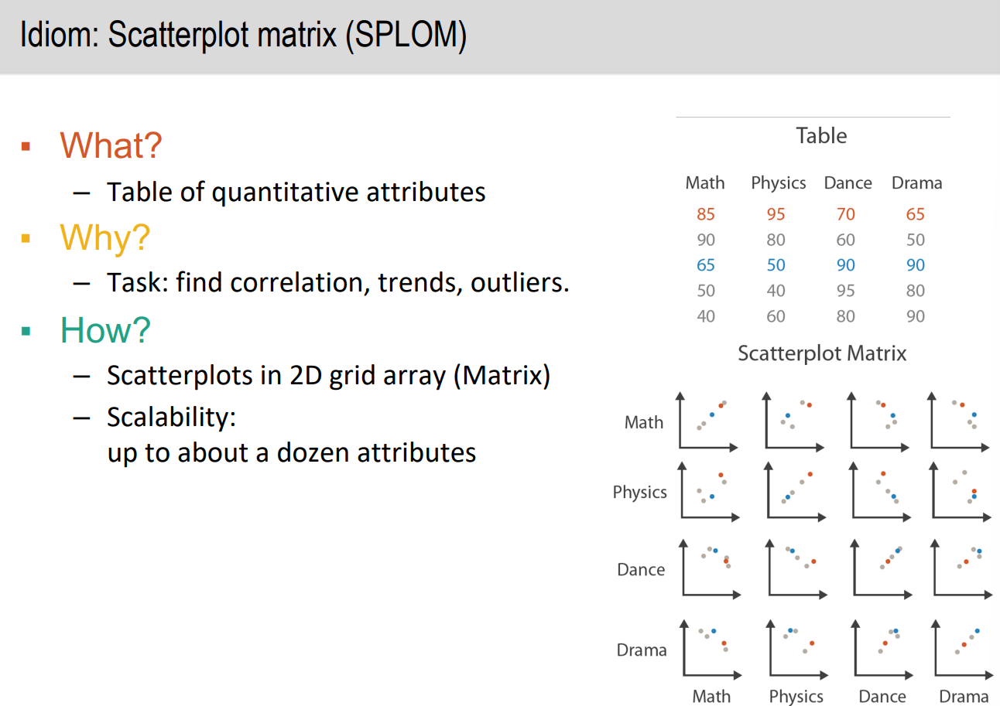 Idiom: Scatterplot matrix (SPLOM)
▪ What?
– Table of quantitative attributes
▪ Why?
– Task: find correlation, trends, outliers.
▪ How?
– Scatterplots in 2D grid array (Matrix)
– Scalability:
up to about a dozen attributes
Table
Math Physics Dance Drama
85 95 70 65
90 80 60 50
65 50 90 90
50 40 95 80
40 60 80 90
Scatterplot Matrix
Math
Physics
Dance
Drama
Math Physics Dance Drama